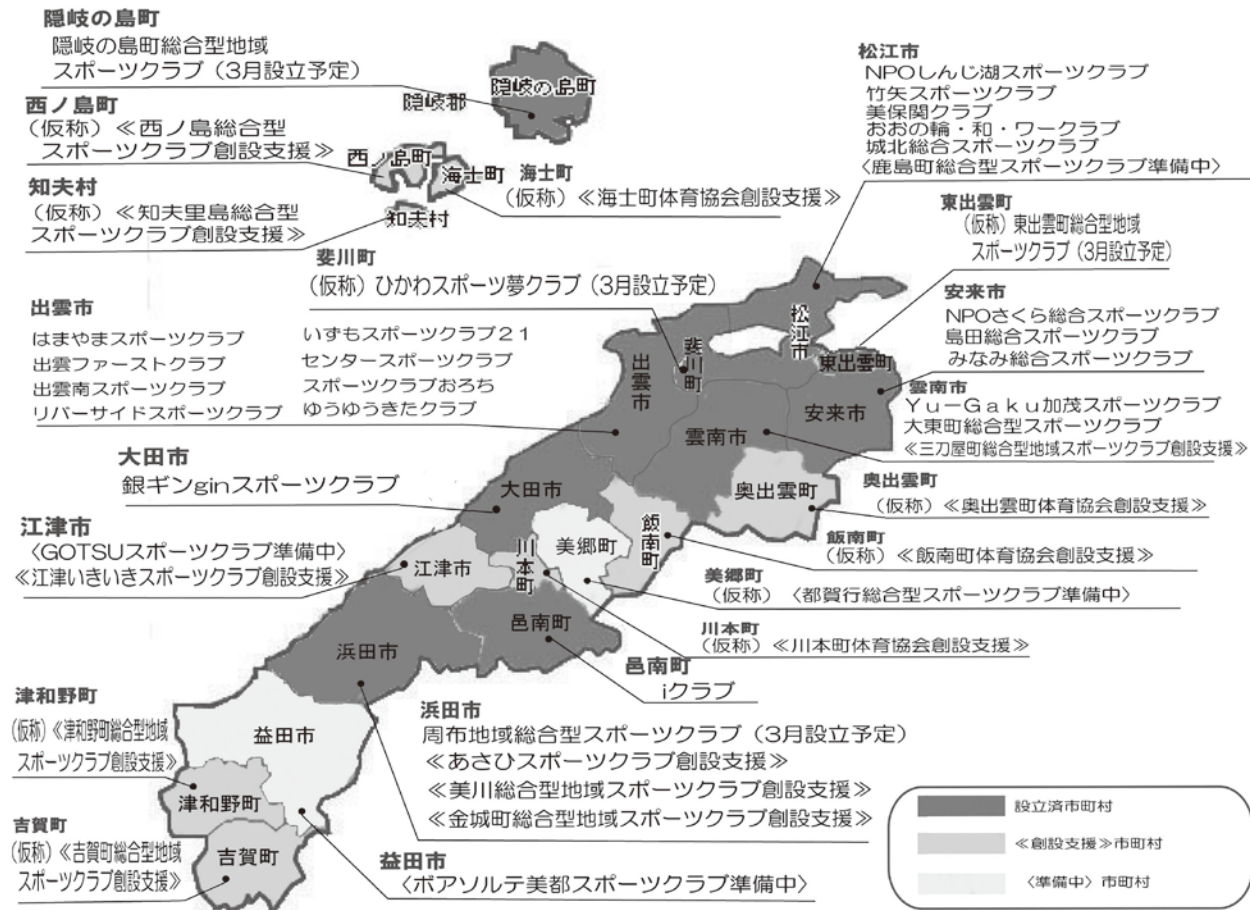 隠岐の島町
隠岐の島町総合型地域
スポーツクラブ（3月設立予定）
西ノ島町
（仮称）≪西ノ島総合型
スポーツクラブ創設支援≫
知夫村
（仮称）≪知夫里島総合型
スポーツクラブ創設支援≫
隠岐郡
隠岐の島町
西ノ島町
海士町
知夫村
海士町
（仮称）≪海士町体育協会創設支援≫
松江市
NPOしんじ湖スポーツクラブ
竹矢スポーツクラブ
美保関クラブ
おおの輪・和・ワークラブ
城北総合スポーツクラブ
〈鹿島町総合型スポーツクラブ準備中〉
東出雲町
（仮称）東出雲町総合型地域
スポーツクラブ（3月設立予定）
斐川町
（仮称）ひかわスポーツ夢クラブ（3月設立予定）
安来市
NPOさくら総合スポーツクラブ
島田総合スポーツクラブ
みなみ総合スポーツクラブ
出雲市
はまやまスポーツクラブ
出雲ファーストクラブ
出雲南スポーツクラブ
リバーサイドスポーツクラブ
いずもスポーツクラブ21
センタースポーツクラブ
スポーツクラブおろち
ゆうゆうきたクラブ
雲南市
Yu－Gaku加茂スポーツクラブ
大東町総合型スポーツクラブ
≪三刀屋町総合型地域スポーツクラブ創設支援≫
松江市
斐川町
東出雲町
出雲市
安来市
雲南市
奥出雲町
大田市
飯南町
美郷町
川本町
江津市
邑南町
浜田市
益田市
津和野町
吉賀町
大田市
銀ギンginスポーツクラブ
江津市
〈GOTSUスポーツクラブ準備中〉
≪江津いきいきスポーツクラブ創設支援≫
奥出雲町
（仮称）≪奥出雲町体育協会創設支援≫
飯南町
（仮称）≪飯南町体育協会創設支援≫
美郷町
（仮称）〈都賀行総合型スポーツクラブ準備中〉
川本町
（仮称）≪川本町体育協会創設支援≫
邑南町
iクラブ
津和野町
（仮称）≪津和野町総合型地域
スポーツクラブ創設支援≫
吉賀町
（仮称）≪吉賀町総合型地域
スポーツクラブ創設支援≫
浜田市
周布地域総合型スポーツクラブ（3月設立予定）
≪あさひスポーツクラブ創設支援≫
≪美川総合型地域スポーツクラブ創設支援≫
≪金城町総合型地域スポーツクラブ創設支援≫
益田市
〈ボアソルテ美都スポーツクラブ準備中〉
設立済市町村
≪創設支援≫市町村
〈準備中〉市町村